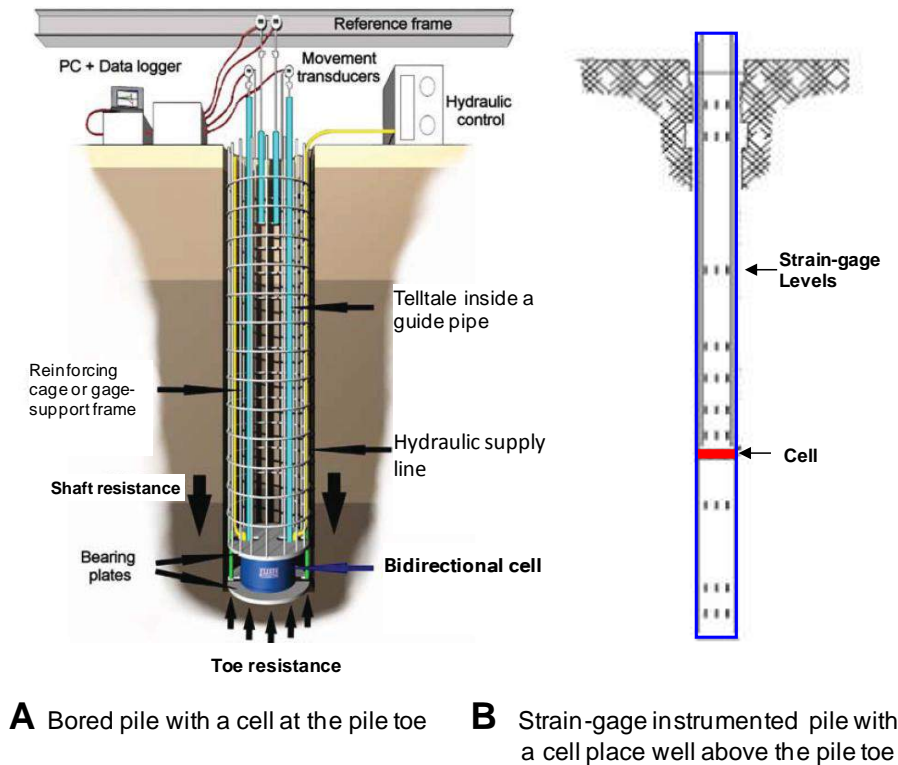 Reference frame
PC + Data logger
Movement
transducers
Hydraulic
control
Telltale inside a
guide pipe
Reinforcing
cage or gage-
support frame
Hydraulic supply
line
Shaft resistance
Bearing
plates
Bidirectional cell
Toe resistance
Strain-gage
Levels
Cell
A Bored pile with a cell at the pile toe
B Strain-gage instrumented pile with
a cell place well above the pile toe